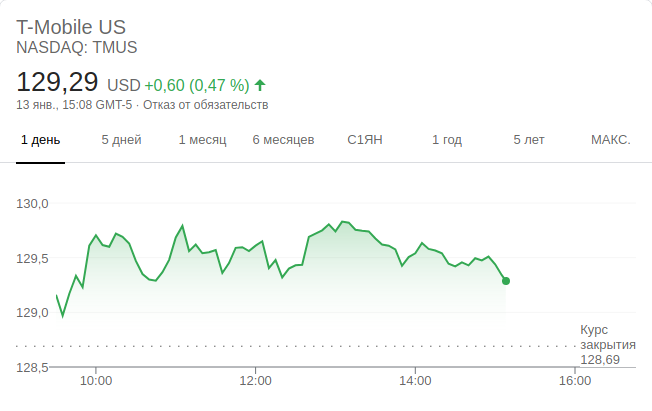 T-Mobile US
NASDAQ: TMUS
129,29 USD +0,60 (0,47 %)
13 янв., 15:08 GMT-5 · Отказ от обязательств
1 день 5 дней 1 месяц 6 месяцев С1ЯН 1 год 5 лет МАКС.
130,0
129,5
129,0
Курс
закрытия
128,69
128,5
10:00 12:00 14:00 16:00